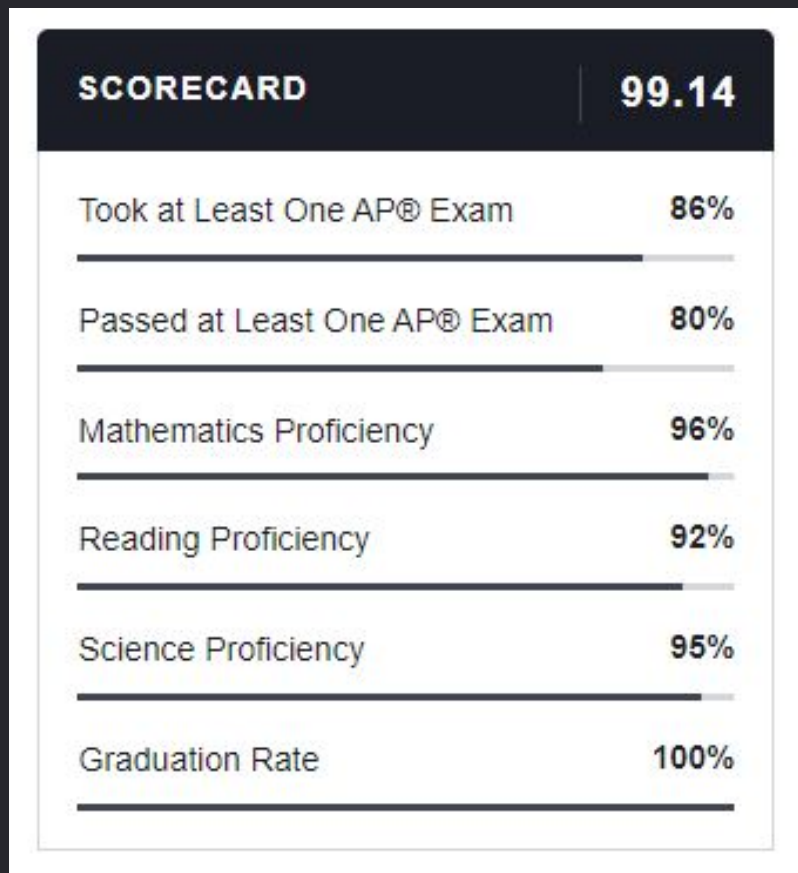 SCORECARD 99.14
Took at Least One AP® Exam 86%
Passed at Least One AP® Exam 80%
Mathematics Proficiency 96%
Reading Proficiency 92%
Science Proficiency 95%
Graduation Rate 100%